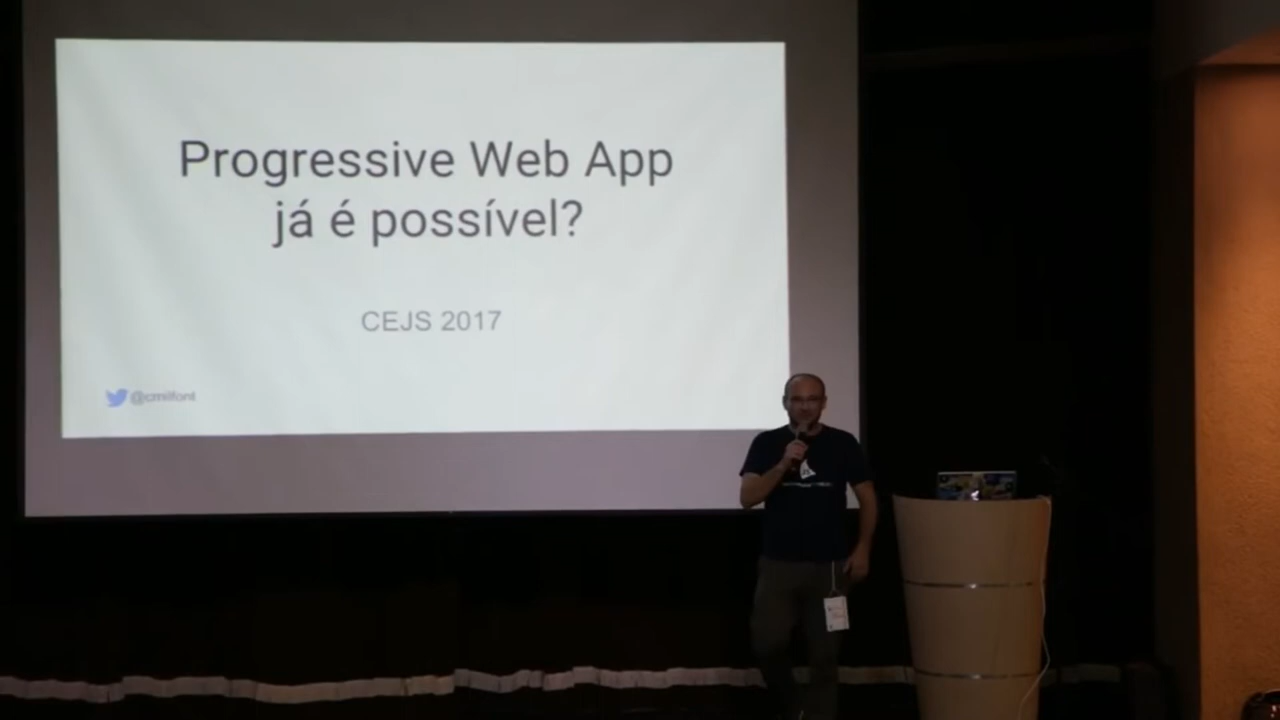 Progressive Web App
já é possível?
CEJS 2017
@cmilfont